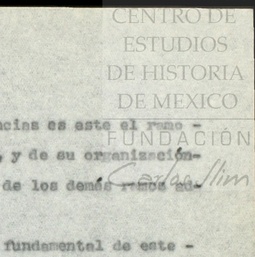 CENTRO DE
ESTUDIOS
DE HISTORIA
DE MEXICO
FUNDACIÓN
Carlos Slim
ncias es este el ramo -
, y de su organización-
de los demás ramos ad-
fundamental de este -